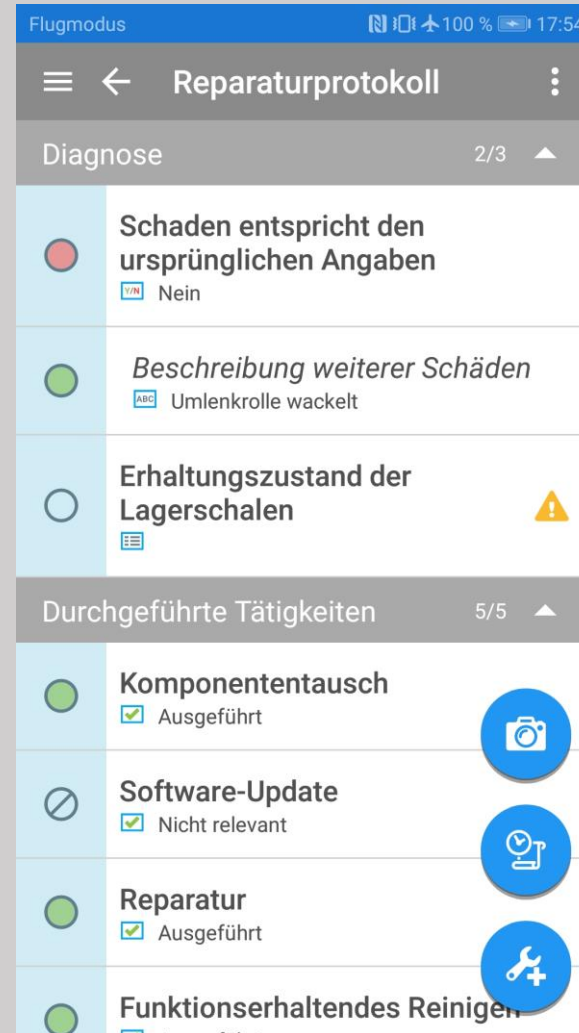 Flugmodus 100 % 17:54
Reparaturprotokoll
Diagnose 2/3
Schaden entspricht den
ursprünglichen Angaben
Y/N Nein
Beschreibung weiterer Schäden
ABC Umlenkrolle wackelt
Erhaltungszustand der
Lagerschalen
Durchgeführte Tätigkeiten 5/5
Komponententausch
Ausgeführt
Software-Update
Nicht relevant
Reparatur
Ausgeführt
Funktionserhaltendes Reinigen